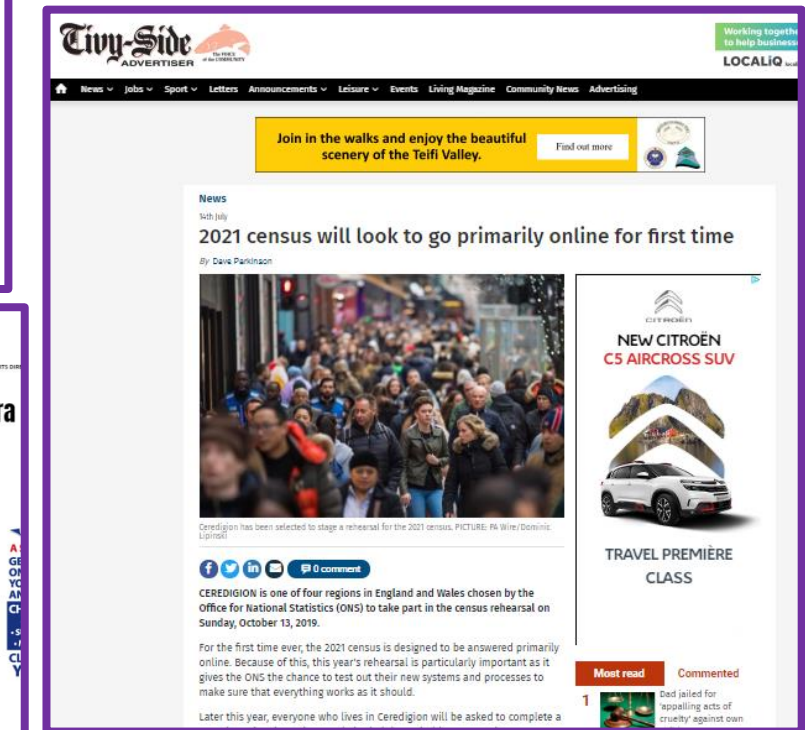 Tivy-Side
ADVERTISER
The VOICE
of the COMMUNITY
Working togethe
to help business
LOCALiQ
News Jobs Sport Letters Announcements Leisure Events Living Magazine Community News Advertising
Join in the walks and enjoy the beautiful
scenery of the Teifi Valley.
Find out more
News
14th July
2021 census will look to go primarily online for first time
By Dave Parkinson
CITROËN
NEW CITROËN
C5 AIRCROSS SUV
TRAVEL PREMIÈRE
CLASS
Ceredigion has been selected to stage a rehearsal for the 2021 census. PICTURE: PA Wire/Dominic
Lipinski
0 comment
CEREDIGION is one of four regions in England and Wales chosen by the
Office for National Statistics (ONS) to take part in the census rehearsal on
Sunday, October 13, 2019.
For the first time ever, the 2021 census is designed to be answered primarily
online. Because of this, this year's rehearsal is particularly important as it
gives the ONS the chance to test out their new systems and processes to
make sure that everything works as it should.
Later this year, everyone who lives in Ceredigion will be asked to complete a
Most read Commented
1
Dad jailed for
'appalling acts of
cruelty' against own